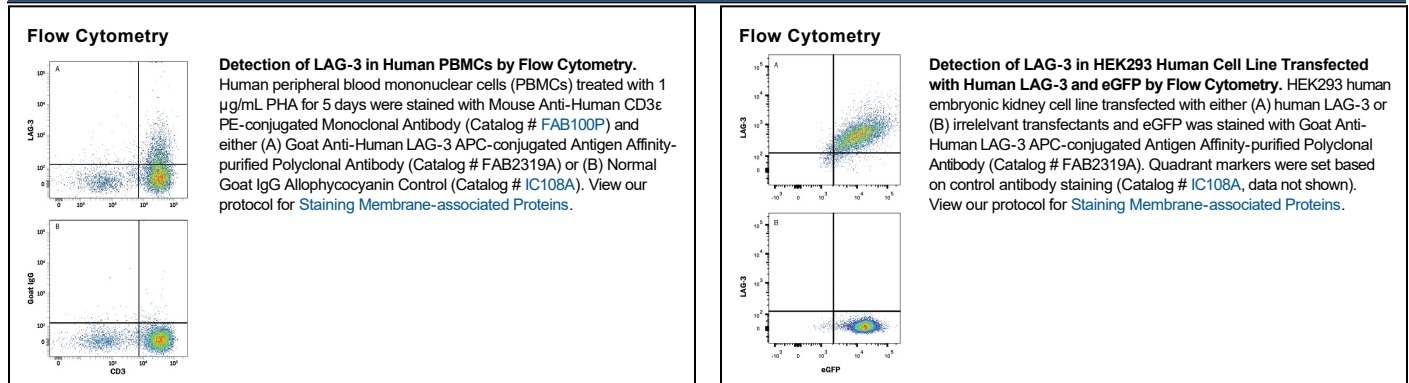 Flow Cytometry
A
LAG-3
B
Goat IgG
CD3
Detection of LAG-3 in Human PBMCs by Flow Cytometry.
Human peripheral blood mononuclear cells (PBMCs) treated with 1
µg/mL PHA for 5 days were stained with Mouse Anti-Human CD3ε
PE-conjugated Monoclonal Antibody (Catalog # FAB100P) and
either (A) Goat Anti-Human LAG-3 APC-conjugated Antigen Affinity-
purified Polyclonal Antibody (Catalog # FAB2319A) or (B) Normal
Goat IgG Allophycocyanin Control (Catalog # IC108A). View our
protocol for Staining Membrane-associated Proteins.
Flow Cytometry
A
LAG-3
B
LAG-3
eGFP
Detection of LAG-3 in HEK293 Human Cell Line Transfected
with Human LAG-3 and eGFP by Flow Cytometry. HEK293 human
embryonic kidney cell line transfected with either (A) human LAG-3 or
(B) irrelelvant transfectants and eGFP was stained with Goat Anti-
Human LAG-3 APC-conjugated Antigen Affinity-purified Polyclonal
Antibody (Catalog # FAB2319A). Quadrant markers were set based
on control antibody staining (Catalog # IC108A, data not shown).
View our protocol for Staining Membrane-associated Proteins.